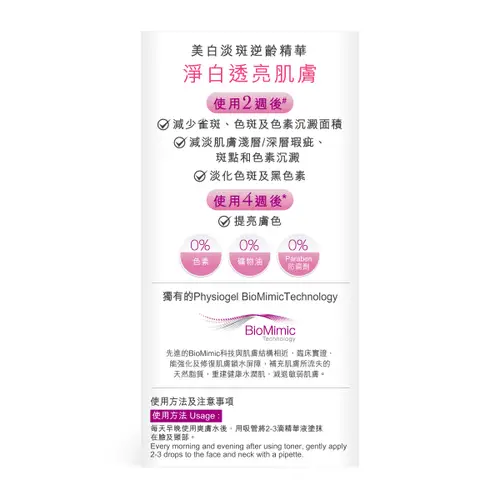 美白淡斑逆齡精華
淨白透亮肌膚
使用2週後#
減少雀斑、色斑及色素沉澱面積
減淡肌膚淺層/深層瑕疵、
斑點和色素沉澱
淡化色斑及黑色素
使用4週後*
提亮膚色
0% 0% 0%
色素 礦物油 Paraben
防腐劑
獨有的Physiogel BioMimicTechnology
BioMimic
Technology
先進的BioMimic科技與肌膚結構相近，臨床實證，
能強化及修復肌膚鎖水屏障，補充肌膚所流失的
天然脂質，重建健康水潤肌，減退敏弱肌膚。
使用方法及注意事項
使用方法 Usage :
每天早晚使用爽膚水後，用吸管將2-3滴精華液塗抹
在臉及頸部。
Every morning and evening after using toner, gently apply
2-3 drops to the face and neck with a pipette.